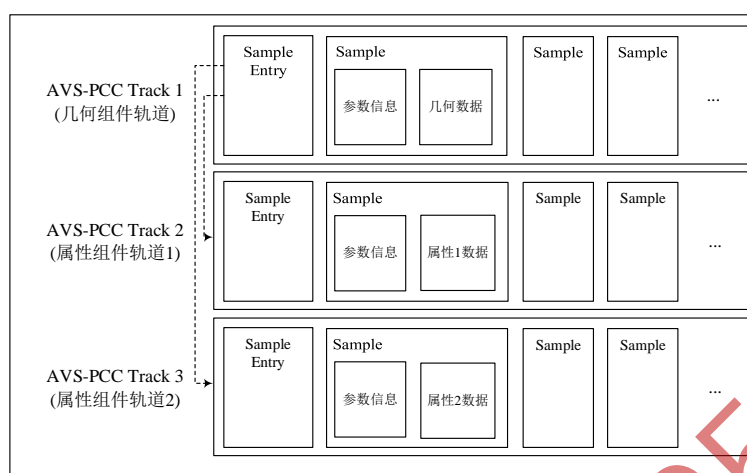 AVS-PCC Track 1
(几何组件轨道)
Sample
Entry
Sample
参数信息
几何数据
Sample
Sample
...
AVS-PCC Track 2
(属性组件轨道1)
Sample
Entry
Sample
参数信息
属性1数据
Sample
Sample
...
AVS-PCC Track 3
(属性组件轨道2)
Sample
Entry
Sample
参数信息
属性2数据
Sample
Sample
...